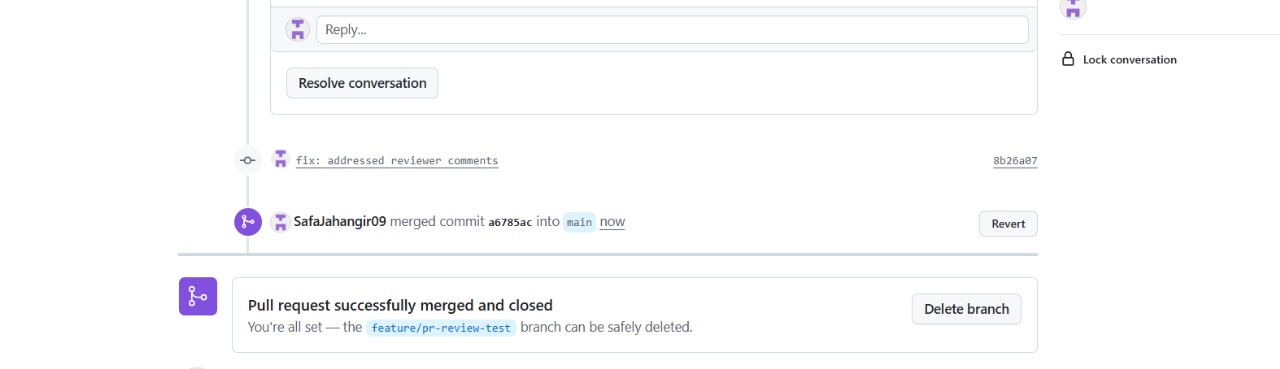 Reply...
Lock conversation
Resolve conversation
fix: addressed reviewer comments 8b26a07
SafaJahangir09 merged commit a6785ac into main now Revert
Pull request successfully merged and closed
You're all set — the feature/pr-review-test branch can be safely deleted.
Delete branch